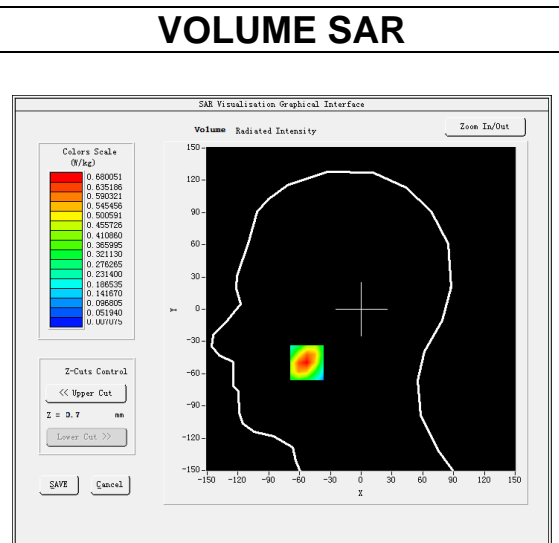 VOLUME SAR
SAR Visualisation Graphical Interface
Volume Radiated Intensity
Zoom In/Out
Colors Scale
(W/kg)
0.680051
0.635186
0.590321
0.545456
0.500591
0.455726
0.410860
0.365995
0.321130
0.276265
0.231400
0.186535
0.141670
0.096805
0.051940
0.007075
Z-Cuts Control
<< Upper Cut
Z = 0.7 mm
Lower Cut >>
SAVE Cancel
150
120
90
60
30
0
-30
-60
-90
-120
-150
Y
-150 -120 -90 -60 -30 0 30 60 90 120 150
X